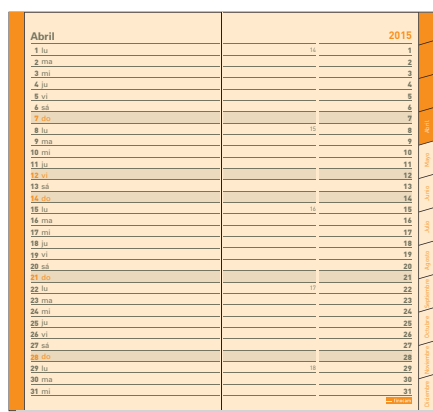 Abril 2015
1 lu 14 1
2 ma 2
3 mi 3
4 ju 4
5 vi 5
6 sá 6
7 do 7
8 lu 15 8
9 ma 9
10 mi 10
11 ju 11
12 vi 12
13 sá 13
14 do 14
15 lu 16 15
16 ma 16
17 mi 17
18 ju 18
19 vi 19
20 sá 20
21 do 21
22 lu 17 22
23 ma 23
24 mi 24
25 ju 25
26 vi 26
27 sá 27
28 do 28
29 lu 18 29
30 ma 30
31 mi 31
Abril
Mayo
Junio
Julio
Agosto
Septiembre
Octubre
Noviembre
Diciembre